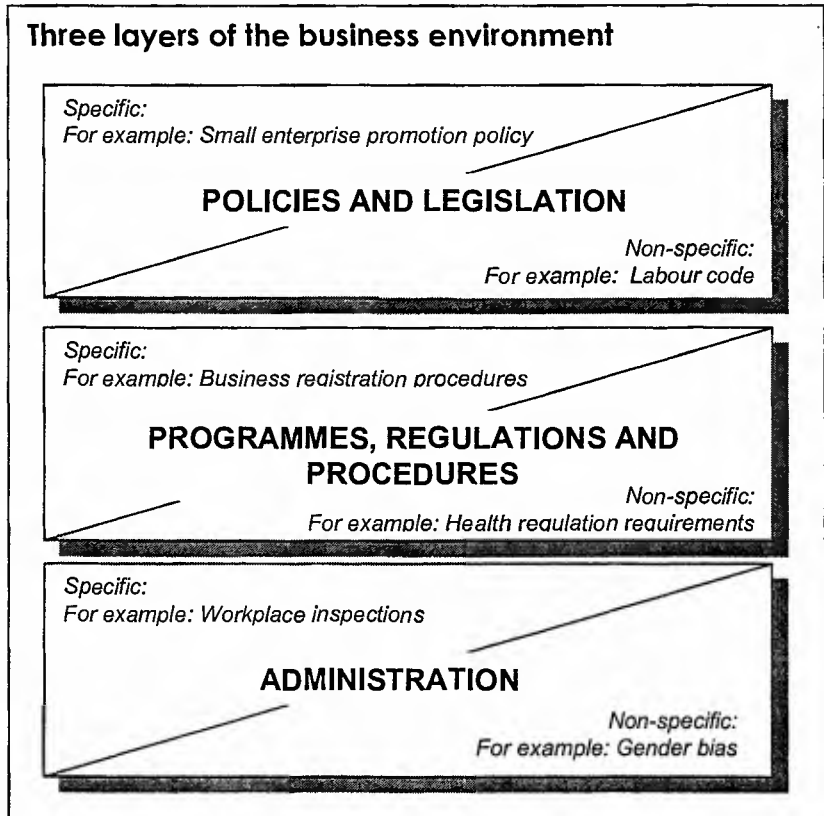 Three layers of the business environment
Specific:
For example: Small enterprise promotion policy
POLICIES AND LEGISLATION
Non-specific:
For example: Labour code
Specific:
For example: Business registration procedures
PROGRAMMES, REGULATIONS AND
PROCEDURES
Non-specific:
For example: Health regulation requirements
Specific:
For example: Workplace inspections
ADMINISTRATION
Non-specific:
For example: Gender bias